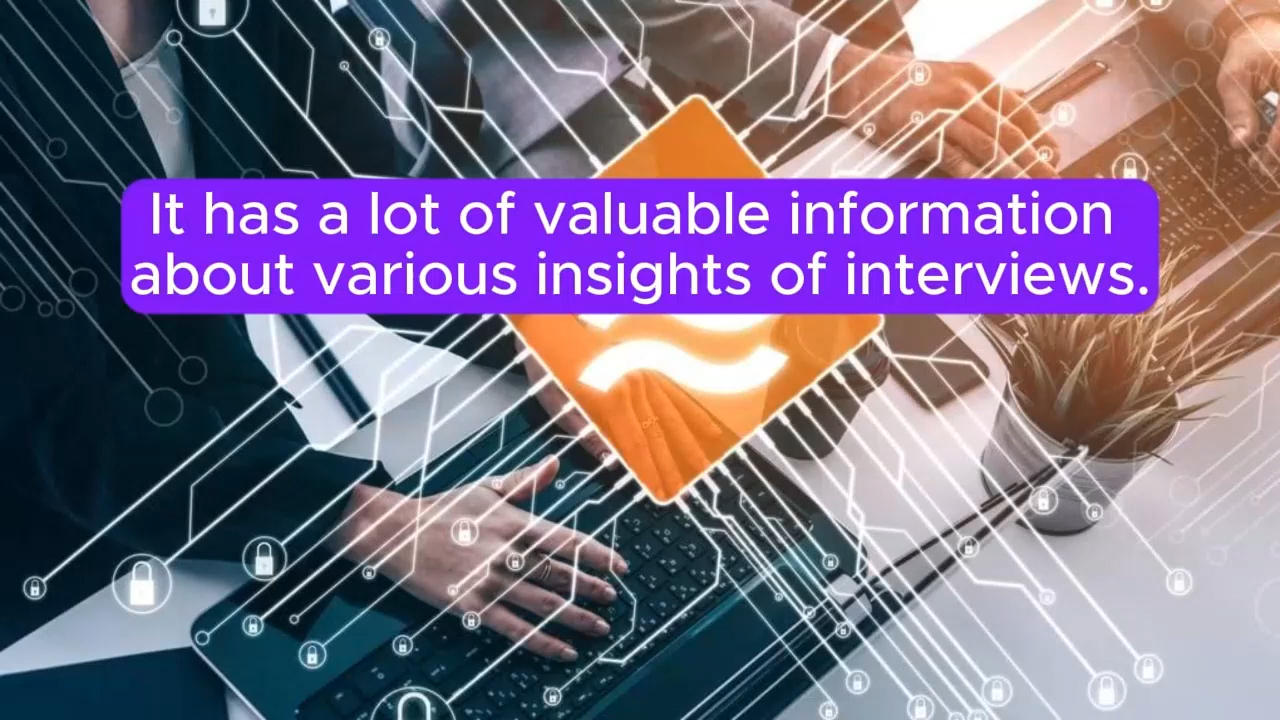 It has a lot of valuable information
about various insights of interviews.